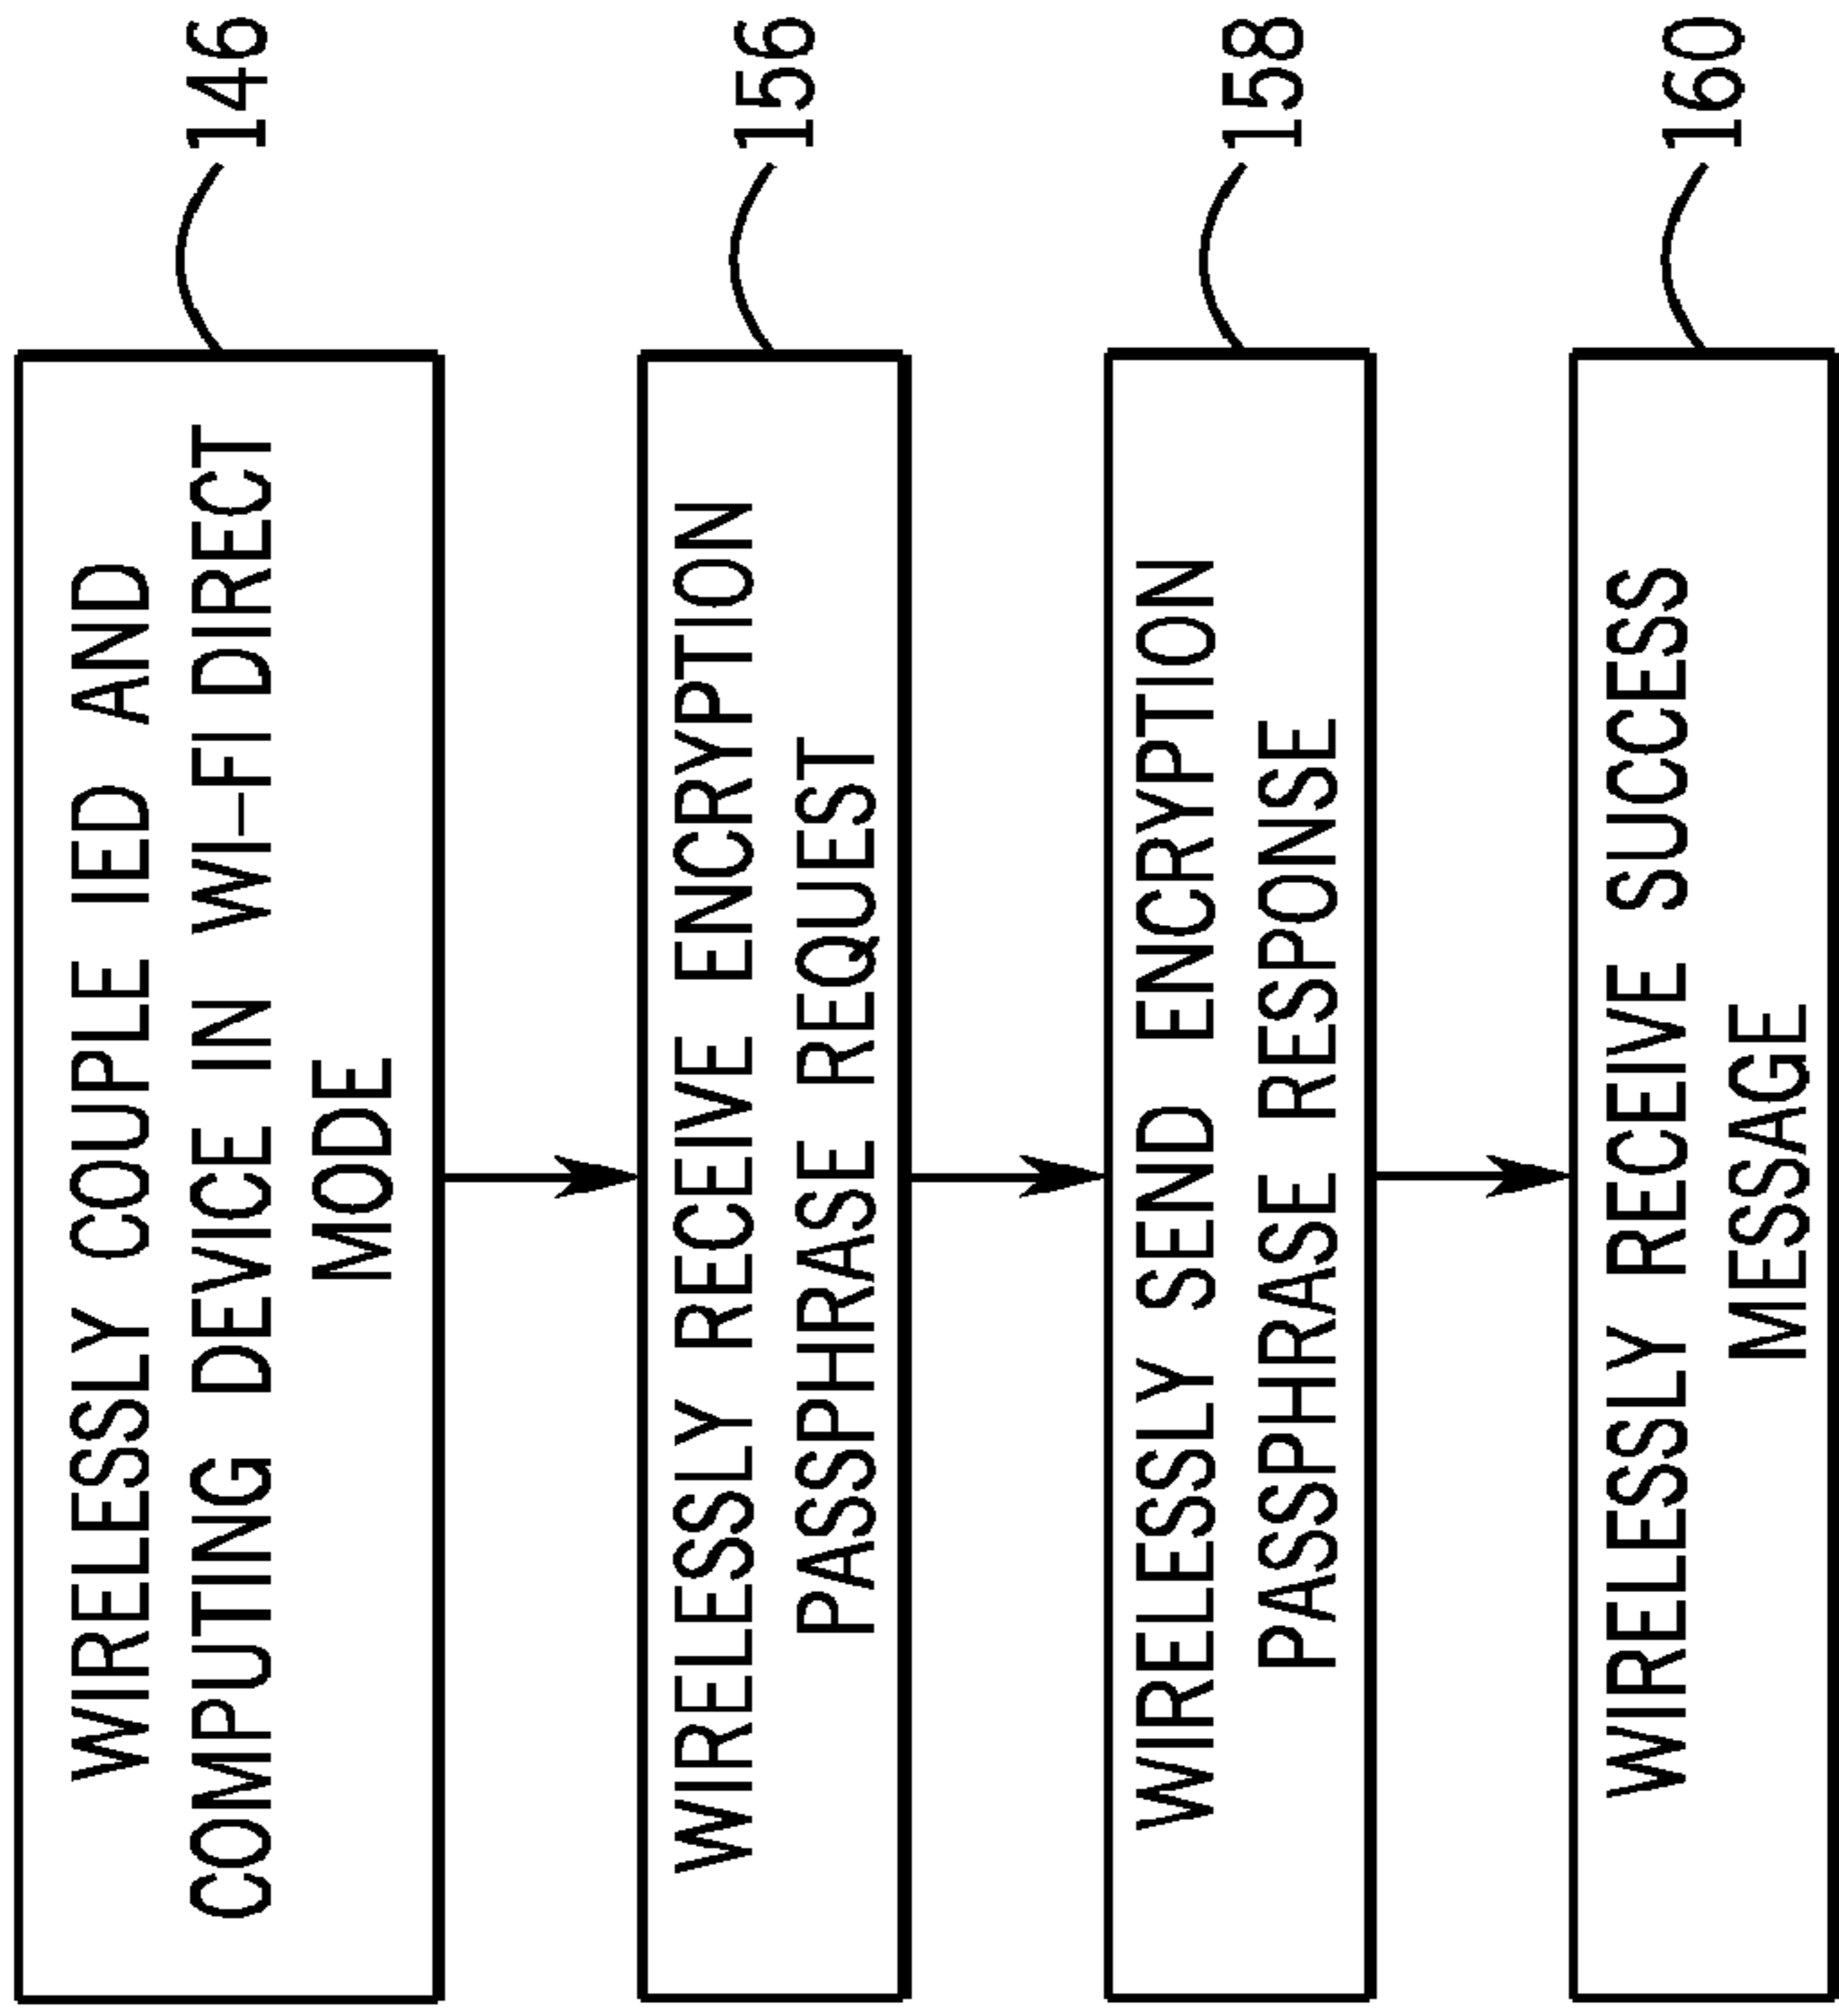 WIRELESSLY COUPLE IED AND
COMPUTING DEVICE IN WI-FI DIRECT
MODE
146
WIRELESSLY RECEIVE ENCRYPTION
PASSPHRASE REQUEST
156
WIRELESSLY SEND ENCRYPTION
PASSPHRASE RESPONSE
158
WIRELESSLY RECEIVE SUCCESS
MESSAGE
160